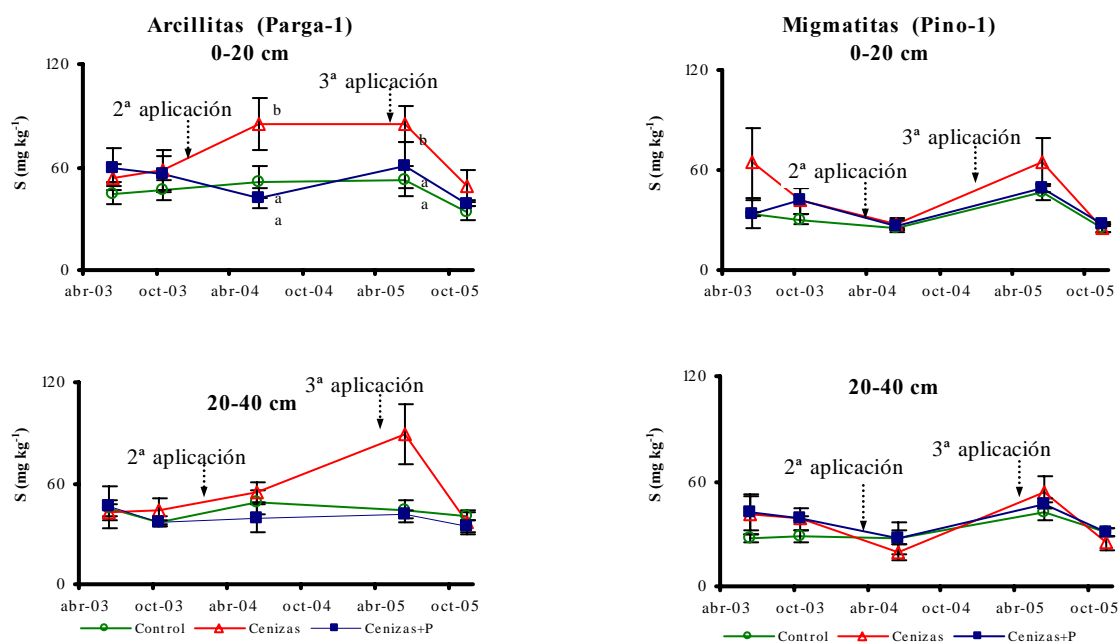 Arcillitas (Parga-1)
0-20 cm
120
60
0
S (mg kg-1)
2ª aplicación
3ª aplicación
b
b
a
a
a
a
abr-03 oct-03 abr-04 oct-04 abr-05 oct-05
Migmatitas (Pino-1)
0-20 cm
120
60
0
S (mg kg-1)
2ª aplicación
3ª aplicación
abr-03 oct-03 abr-04 oct-04 abr-05 oct-05
20-40 cm
120
60
0
S (mg kg-1)
2ª aplicación
3ª aplicación
abr-03 oct-03 abr-04 oct-04 abr-05 oct-05
Control Cenizas Cenizas+P
20-40 cm
120
60
0
S (mg kg-1)
2ª aplicación
3ª aplicación
abr-03 oct-03 abr-04 oct-04 abr-05 oct-05
Control Cenizas Cenizas+P